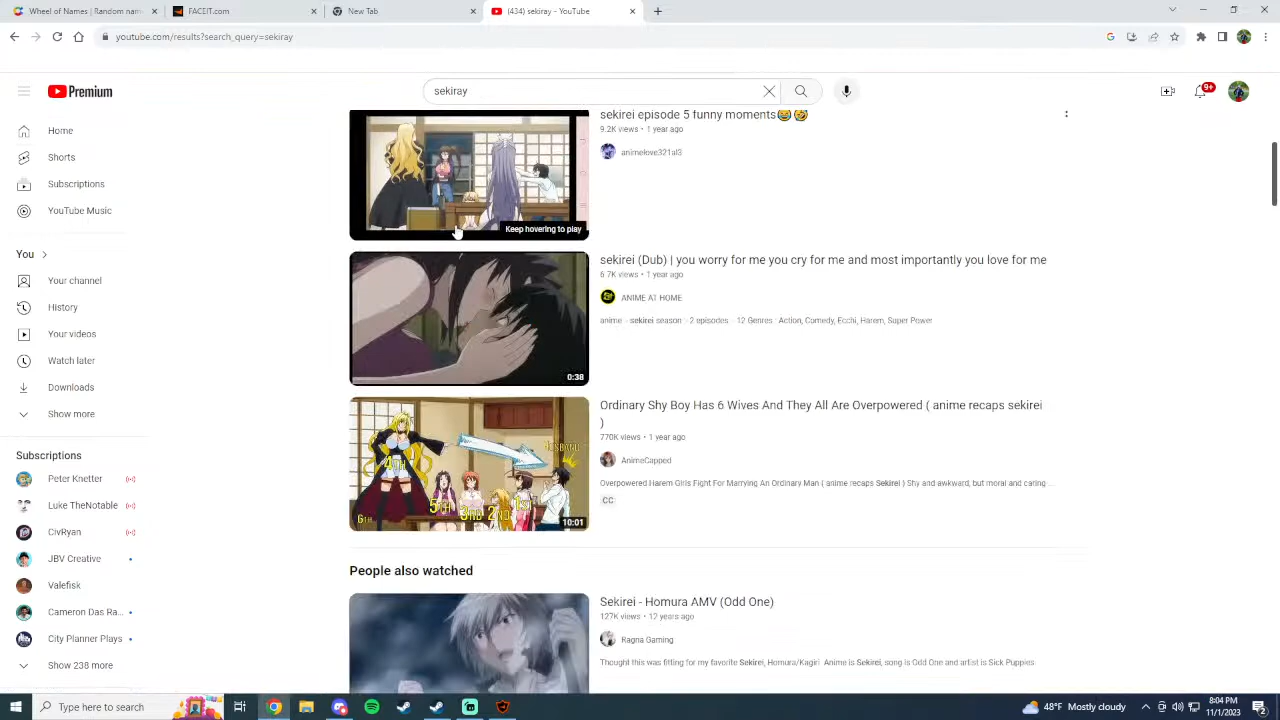 Wheel of Names | Random nam
FACEIT.com
New Tab
(434) sekiray - YouTube
youtube.com/results?search_query=sekiray
Premium
sekiray
9+
Home
Shorts
Subscriptions
YouTube Music
You
Your channel
History
Your videos
Watch later
Downloads
Show more
Subscriptions
Peter Knetter
Luke TheNotable
CivRyan
JBV Creative
Valefisk
Cameron Das Ra...
City Planner Plays
Show 238 more
sekirei episode 5 funny moments😂🤣
9.2K views • 1 year ago
animelove321al3
Keep hovering to play
sekirei (Dub) | you worry for me you cry for me and most importantly you love for me
6.7K views • 1 year ago
ANIME AT HOME
anime :- sekirei season :- 2 episodes :- 12 Genres : Action, Comedy, Ecchi, Harem, Super Power
0:38
Ordinary Shy Boy Has 6 Wives And They All Are Overpowered ( anime recaps sekirei
)
770K views • 1 year ago
AnimeCapped
Overpowered Harem Girls Fight For Marrying An Ordinary Man ( anime recaps Sekirei ) Shy and awkward, but moral and caring ...
CC
4TH
6TH
5TH
3RD
2ND
1ST
10:01
People also watched
Sekirei - Homura AMV (Odd One)
127K views • 12 years ago
Ragna Gaming
Thought this was fitting for my favorite Sekirei, Homura/Kagiri. Anime is Sekirei, song is Odd One and artist is Sick Puppies.
Type here to search
48°F Mostly cloudy
8:04 PM
11/1/2023
2